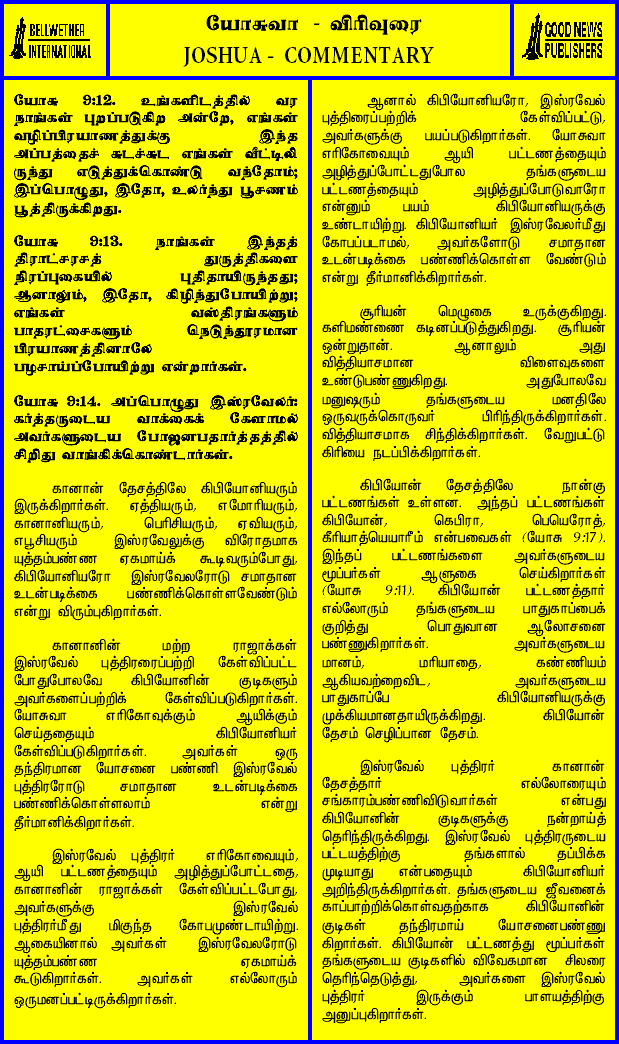 BELLWETHER
INTERNATIONAL
யோசுவா - விரிவுரை
JOSHUA - COMMENTARY
GOOD NEWS
PUBLISHERS
யோசு 9:12. உங்களிடத்தில் வர
நாங்கள் புறப்படுகிற அன்றே, எங்கள்
வழிப்பிரயாணத்துக்கு இந்த
அப்பத்தைச் சுடச்சுட எங்கள் வீட்டிலி
ருந்து எடுத்துக்கொண்டு வந்தோம்;
இப்பொழுது, இதோ, உலர்ந்து பூசணம்
பூத்திருக்கிறது.
யோசு 9:13. நாங்கள் இந்தத்
திராட்சரசத் துருத்திகளை
நிரப்புகையில் புதிதாயிருந்தது;
ஆனாலும், இதோ, கிழிந்துபோயிற்று;
எங்கள் வஸ்திரங்களும்
பாதரட்சைகளும் நெடுந்தூரமான
பிரயாணத்தினாலே
பழசாய்ப்போயிற்று என்றார்கள்.
யோசு 9:14. அப்பொழுது இஸ்ரவேலர்:
கர்த்தருடைய வாக்கைக் கேளாமல்
அவர்களுடைய போஜனபதார்த்தத்தில்
சிறிது வாங்கிக்கொண்டார்கள்.
கானான் தேசத்திலே கிபியோனியரும்
இருக்கிறார்கள். ஏத்தியரும், எமோரியரும்,
கானானியரும், பெரிசியரும், ஏவியரும்,
எபூசியரும் இஸ்ரவேலுக்கு விரோதமாக
யுத்தம்பண்ண ஏகமாய்க் கூடிவரும்போது,
கிபியோனியரோ இஸ்ரவேலரோடு சமாதான
உடன்படிக்கை பண்ணிக்கொள்ளவேண்டும்
என்று விரும்புகிறார்கள்.
கானானின் மற்ற ராஜாக்கள்
இஸ்ரவேல் புத்திரரைப்பற்றி கேள்விப்பட்ட
போதுபோலவே கிபியோனின் குடிகளும்
அவர்களைப்பற்றிக் கேள்விப்படுகிறார்கள்.
யோசுவா எரிகோவுக்கும் ஆயிக்கும்
செய்ததையும் கிபியோனியர்
கேள்விப்படுகிறார்கள். அவர்கள் ஒரு
தந்திரமான யோசனை பண்ணி இஸ்ரவேல்
புத்திரரோடு சமாதான உடன்படிக்கை
பண்ணிக்கொள்ளலாம் என்று
தீர்மானிக்கிறார்கள்.
இஸ்ரவேல் புத்திரர் எரிகோவையும்,
ஆயி பட்டணத்தையும் அழித்துப்போட்டதை,
கானானின் ராஜாக்கள் கேள்விப்பட்டபோது,
அவர்களுக்கு இஸ்ரவேல்
புத்திரர்மீது மிகுந்த கோபமுண்டாயிற்று.
ஆகையினால் அவர்கள் இஸ்ரவேலரோடு
யுத்தம்பண்ண ஏகமாய்க்
கூடுகிறார்கள். அவர்கள் எல்லோரும்
ஒருமனப்பட்டிருக்கிறார்கள்.
ஆனால் கிபியோனியரோ, இஸ்ரவேல்
புத்திரைப்பற்றிக் கேள்விப்பட்டு,
அவர்களுக்கு பயப்படுகிறார்கள். யோசுவா
எரிகோவையும் ஆயி பட்டணத்தையும்
அழித்துப்போட்டதுபோல தங்களுடைய
பட்டணத்தையும் அழித்துப்போடுவாரோ
என்னும் பயம் கிபியோனியருக்கு
உண்டாயிற்று. கிபியோனியர் இஸ்ரவேலர்மீது
கோபப்படாமல், அவர்களோடு சமாதான
உடன்படிக்கை பண்ணிக்கொள்ள வேண்டும்
என்று தீர்மானிக்கிறார்கள்.
சூரியன் மெழுகை உருக்குகிறது.
களிமண்ணை கடினப்படுத்துகிறது. சூரியன்
ஒன்றுதான். ஆனாலும் அது
வித்தியாசமான விளைவுகளை
உண்டுபண்ணுகிறது. அதுபோலவே
மனுஷரும் தங்களுடைய மனதிலே
ஒருவருக்கொருவர் பிரிந்திருக்கிறார்கள்.
வித்தியாசமாக சிந்திக்கிறார்கள். வேறுபட்டு
கிரியை நடப்பிக்கிறார்கள்.
கிபியோன் தேசத்திலே நான்கு
பட்டணங்கள் உள்ளன. அந்தப் பட்டணங்கள்
கிபியோன், கெபிரா, பெயெரோத்,
கீரியாத்யெயாரீம் என்பவைகள் (யோசு 9:17).
இந்தப் பட்டணங்களை அவர்களுடைய
மூப்பர்கள் ஆளுகை செய்கிறார்கள்
(யோசு 9:11). கிபியோன் பட்டணத்தார்
எல்லோரும் தங்களுடைய பாதுகாப்பைக்
குறித்து பொதுவான ஆலோசனை
பண்ணுகிறார்கள். அவர்களுடைய
மானம், மரியாதை, கண்ணியம்
ஆகியவற்றைவிட, அவர்களுடைய
பாதுகாப்பே கிபியோனியருக்கு
முக்கியமானதாயிருக்கிறது. கிபியோன்
தேசம் செழிப்பான தேசம்.
இஸ்ரவேல் புத்திரர் கானான்
தேசத்தார் எல்லோரையும்
சங்காரம்பண்ணிவிடுவார்கள் என்பது
கிபியோனின் குடிகளுக்கு நன்றாய்த்
தெரிந்திருக்கிறது. இஸ்ரவேல் புத்திரருடைய
பட்டயத்திற்கு தங்களால் தப்பிக்க
முடியாது என்பதையும் கிபியோனியர்
அறிந்திருக்கிறார்கள். தங்களுடைய ஜீவனைக்
காப்பாற்றிக்கொள்வதற்காக கிபியோனின்
குடிகள் தந்திரமாய் யோசனைபண்ணு
கிறார்கள். கிபியோன் பட்டணத்து மூப்பர்கள்
தங்களுடைய குடிகளில் விவேகமான சிலரை
தெரிந்தெடுத்து, அவர்களை இஸ்ரவேல்
புத்திரர் இருக்கும் பாளயத்திற்கு
அனுப்புகிறார்கள்.